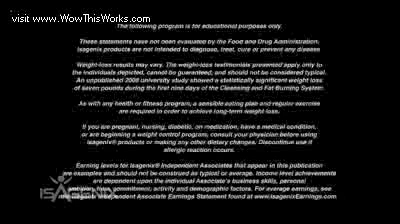 visit www.WowThisWorks.com
The following program is for educational purposes only.
These statements have not been evaluated by the Food and Drug Administration.
Isagenix products are not intended to diagnose, treat, cure or prevent any disease
Weight-loss results may vary. The weight-loss testimonials presented apply only to
the individuals depicted, cannot be guaranteed, and should not be considered typical.
An unpublished 2008 university study showed a statistically significant weight loss
of seven pounds during the first nine days of the Cleansing and Fat Burning System.
As with any health or fitness program, a sensible eating plan and regular exercise
are required in order to achieve long-term weight loss.
If you are pregnant, nursing, diabetic, on medication, have a medical condition,
or are beginning a weight control program, consult your physician before using
Isagenix® products or making any other dietary changes. Discontinue use if
allergic reaction occurs.
Earning levels for Isagenix® Independent Associates that appear in this publication
are examples and should not be construed as typical or average. Income level achievements
are dependent upon the individual Associate's business skills, personal
ambition, time, commitment, activity and demographic factors. For average earnings, see
the Isagenix Independent Associate Earnings Statement found at www.IsagenixEarnings.com
ISAGENIX